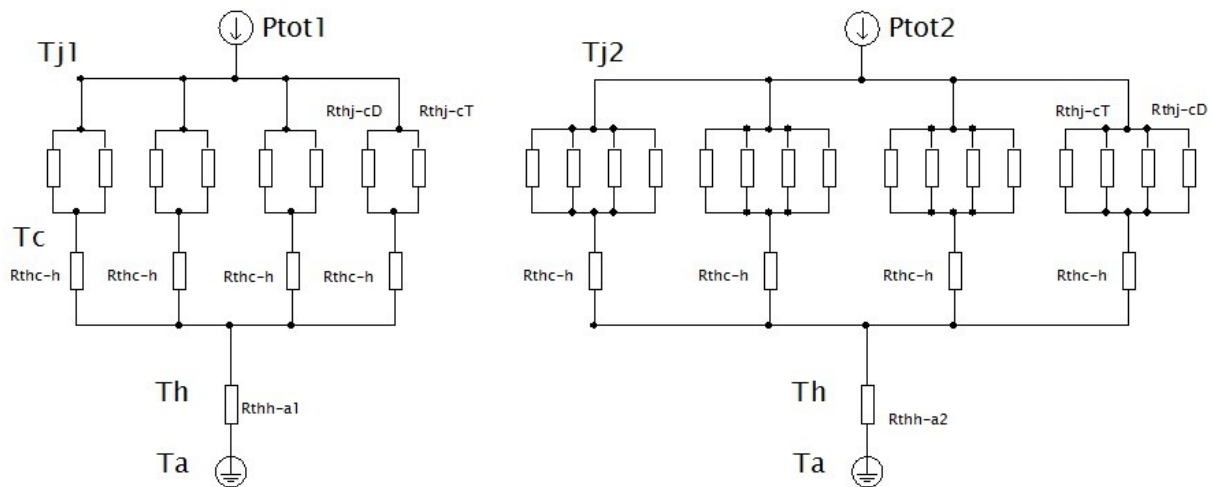 Ptot1
Tj1
Rthj-cD
Rthj-cT
Tc
Rthc-h
Rthc-h
Rthc-h
Rthc-h
Th
Rthh-a1
Ta
Ptot2
Tj2
Rthj-cT
Rthj-cD
Rthc-h
Rthc-h
Rthc-h
Rthc-h
Th
Rthh-a2
Ta